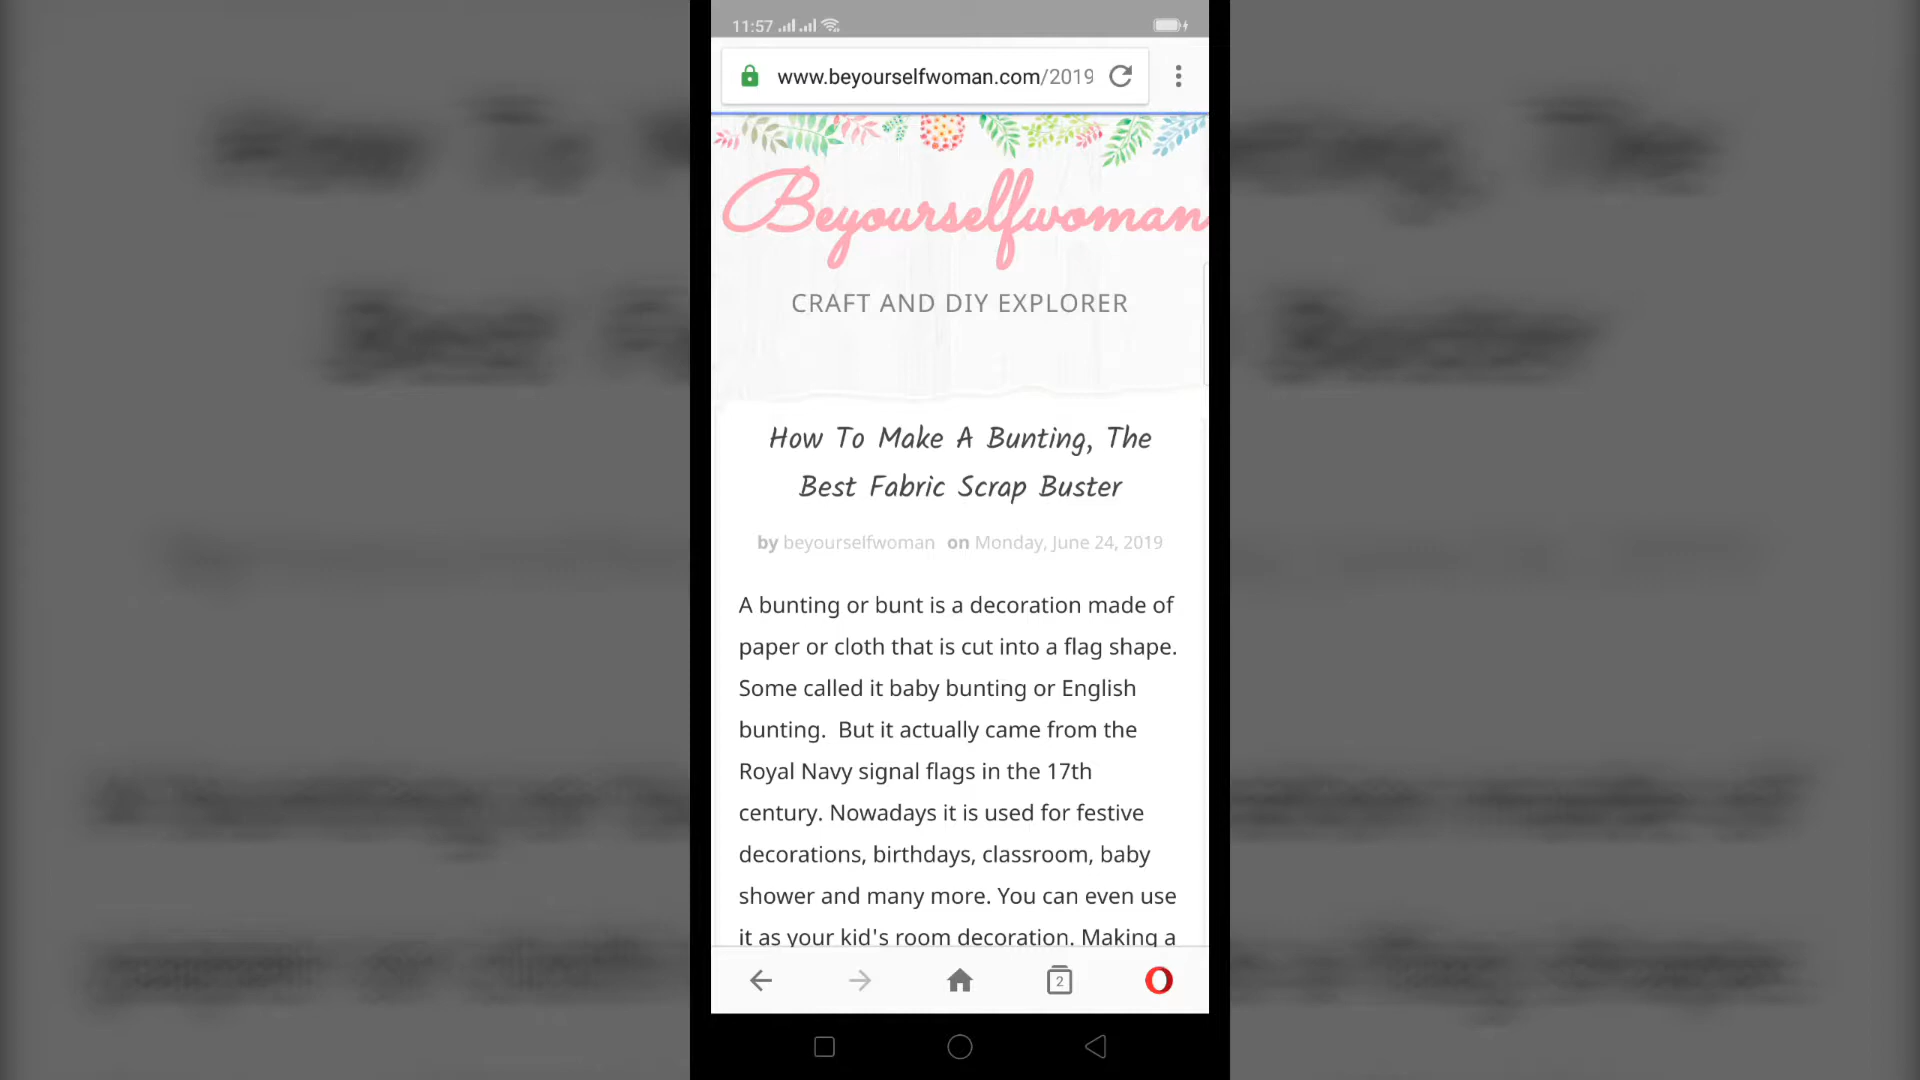 11:57
www.beyourselfwoman.com/2019
Beyourselfwoman
CRAFT AND DIY EXPLORER
How To Make A Bunting, The
Best Fabric Scrap Buster
by beyourselfwoman on Monday, June 24, 2019
A bunting or bunt is a decoration made of
paper or cloth that is cut into a flag shape.
Some called it baby bunting or English
bunting.  But it actually came from the
Royal Navy signal flags in the 17th
century. Nowadays it is used for festive
decorations, birthdays, classroom, baby
shower and many more. You can even use
it as your kid's room decoration. Making a
2